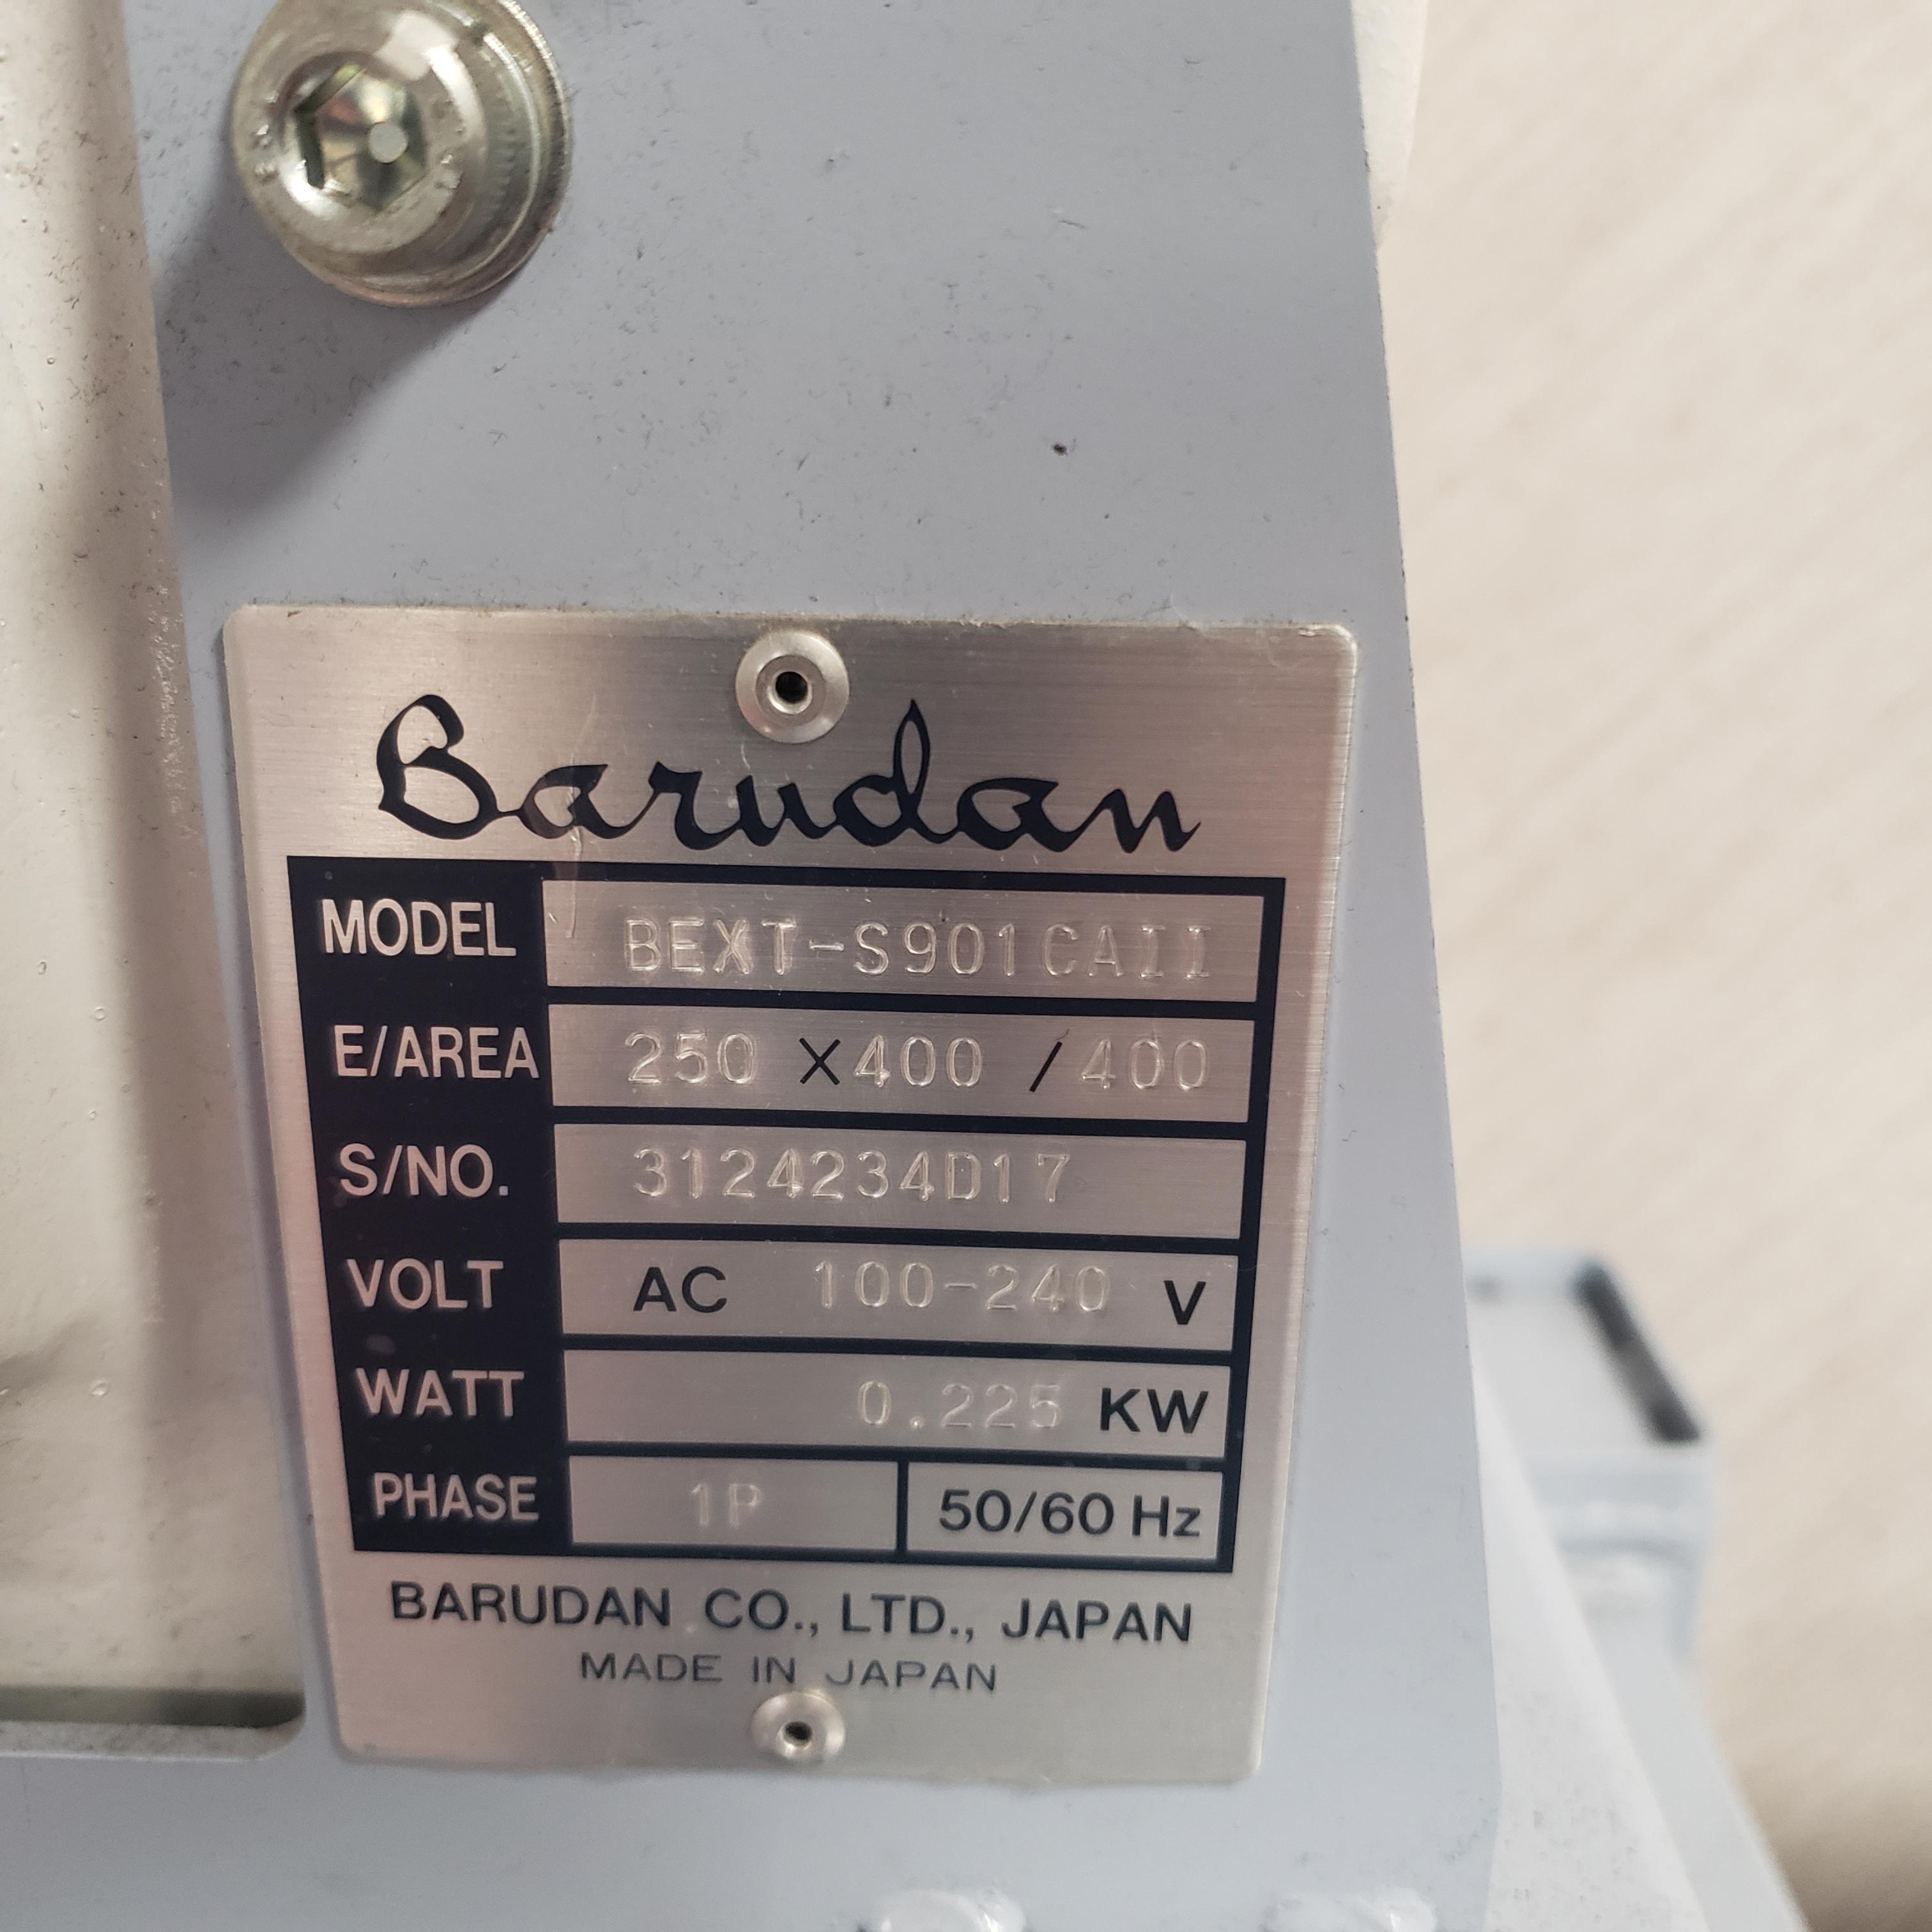 Barudan
MODEL BEXT-S901CAII
E/AREA 250 X 400 / 400
S/NO. 3124234D17
VOLT AC 100-240 V
WATT 0.225 KW
PHASE 1P 50/60 Hz
BARUDAN CO., LTD., JAPAN
MADE IN JAPAN